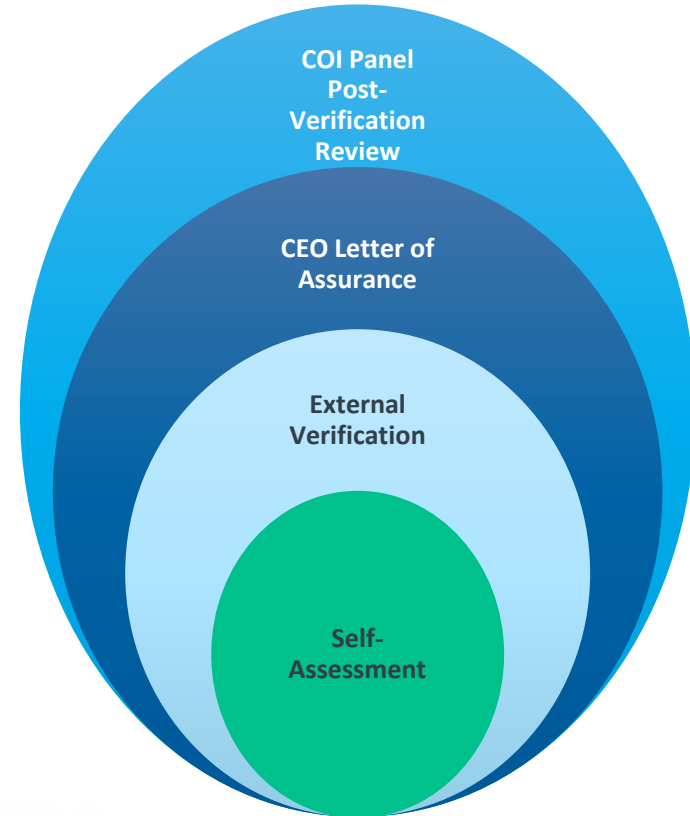 COI Panel
Post-
Verification
Review
CEO Letter of
Assurance
External
Verification
Self-
Assessment